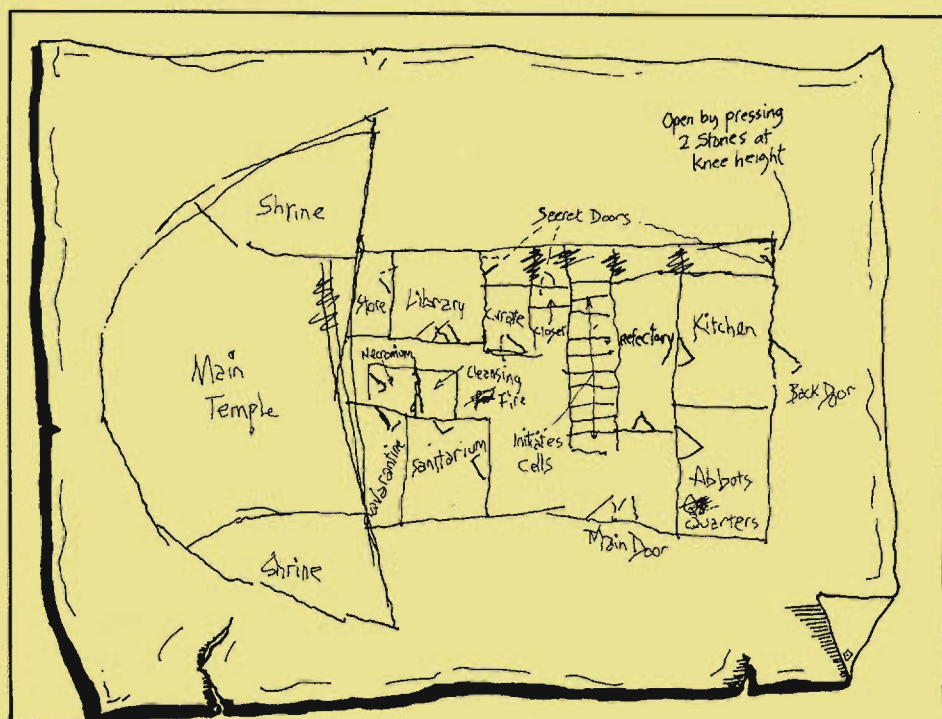 Open by pressing
2 Stones at
Knee height
Shrine
Secret Doors
Store
Library
Curate
Closet
Refectory
Kitchen
Main
Temple
Necromium
Cleansing
Fire
Back Door
Quarantine
Sanitarium
Initiates
Cells
Abbots
Quarters
Main Door
Shrine